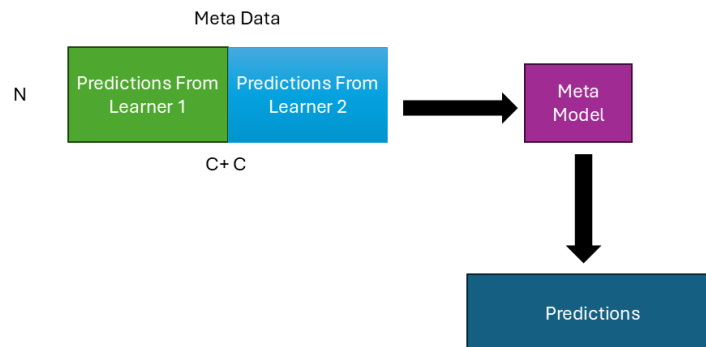 Meta Data
N
Predictions From
Learner 1
Predictions From
Learner 2
Meta
Model
C+ C
Predictions